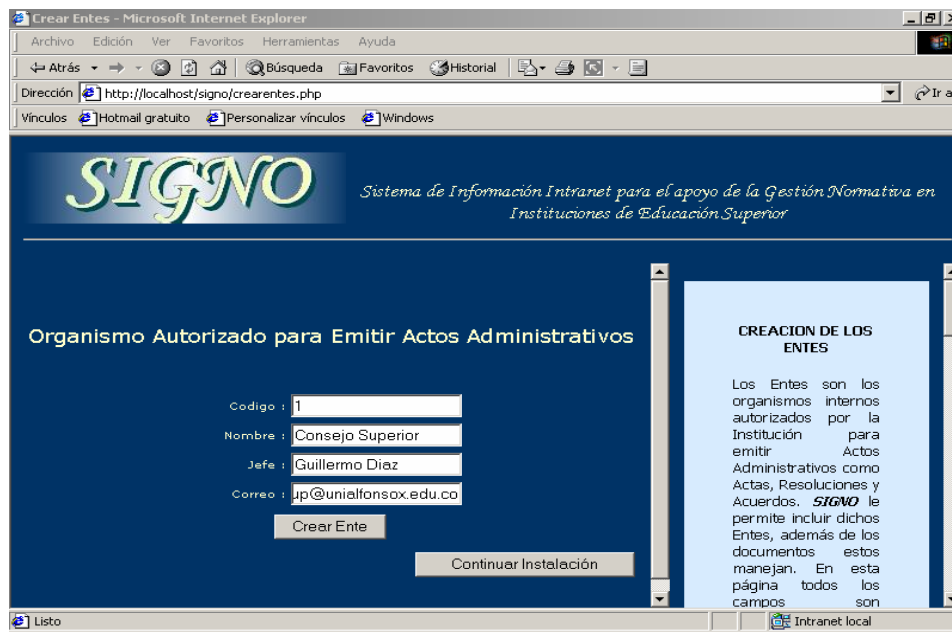 Crear Entes - Microsoft Internet Explorer
Archivo Edición Ver Favoritos Herramientas Ayuda
Atrás Búsqueda Favoritos Historial
Dirección http://localhost/signo/crearentes.php Ir a
Vínculos Hotmail gratuito Personalizar vínculos Windows
SIGNO
Sistema de Información Intranet para el apoyo de la Gestión Normativa en
Instituciones de Educación Superior
Organismo Autorizado para Emitir Actos Administrativos
Codigo : 1
Nombre : Consejo Superior
Jefe : Guillermo Diaz
Correo : up@unialfonsox.edu.co
Crear Ente
Continuar Instalación
CREACION DE LOS
ENTES
Los Entes son los
organismos internos
autorizados por la
Institución para
emitir Actos
Administrativos como
Actas, Resoluciones y
Acuerdos. SIGNO le
permite incluir dichos
Entes, además de los
documentos estos
manejan. En esta
página todos los
campos son
Listo Intranet local